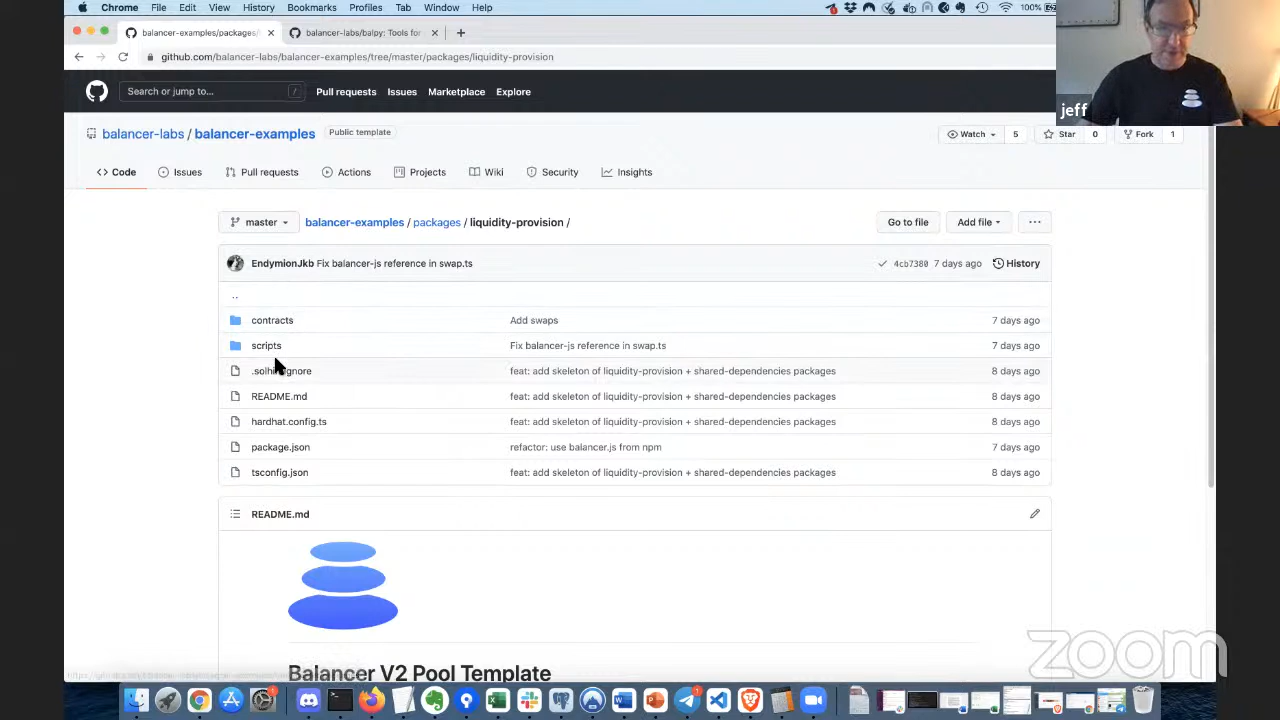 Chrome File Edit View History Bookmarks Profiles Tab Window Help 100%
balancer-examples/packages/ balancer-labs/balpy: Tools for
github.com/balancer-labs/balancer-examples/tree/master/packages/liquidity-provision
Search or jump to... / Pull requests Issues Marketplace Explore
jeff
balancer-labs / balancer-examples Public template Watch 5 Star 0 Fork 1
Code Issues Pull requests Actions Projects Wiki Security Insights
master balancer-examples / packages / liquidity-provision / Go to file Add file ...
EndymionJkb Fix balancer-js reference in swap.ts 4cb7380 7 days ago History
..
contracts Add swaps 7 days ago
scripts Fix balancer-js reference in swap.ts 7 days ago
feat: add skeleton of liquidity-provision + shared-dependencies packages 8 days ago
README.md feat: add skeleton of liquidity-provision + shared-dependencies packages 8 days ago
hardhat.config.ts feat: add skeleton of liquidity-provision + shared-dependencies packages 8 days ago
package.json refactor: use balancer.js from npm 7 days ago
tsconfig.json feat: add skeleton of liquidity-provision + shared-dependencies packages 8 days ago
README.md
Balancer V2 Pool Template
zoom